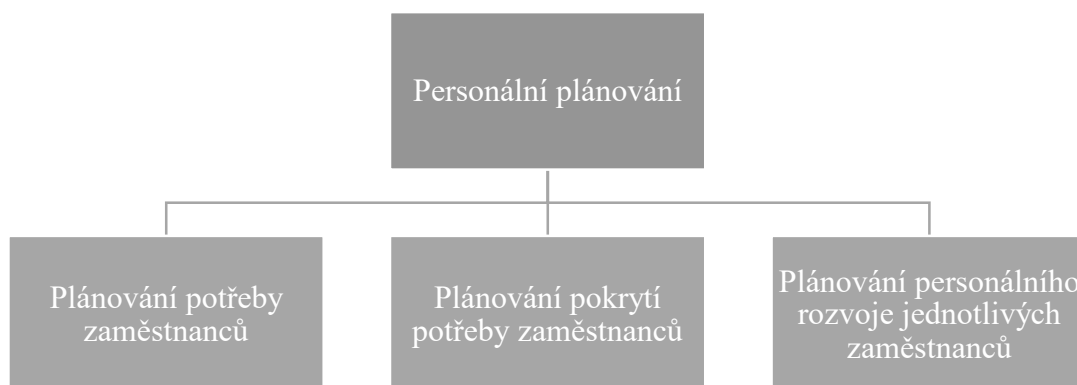 Personální plánování
Plánování potřeby
zaměstnanců
Plánování pokrytí
potřeby zaměstnanců
Plánování personálního
rozvoje jednotlivých
zaměstnanců